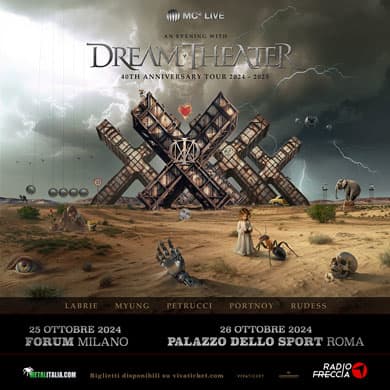 MC² LIVE
AN EVENING WITH
DREAM THEATER
40TH ANNIVERSARY TOUR 2024 - 2025
LABRIE MYUNG PETRUCCI PORTNOY RUDESS
25 OTTOBRE 2024
FORUM MILANO
26 OTTOBRE 2024
PALAZZO DELLO SPORT ROMA
METALITALIA.COM
Biglietti disponibili su vivaticket.com
VIVATICKET
RADIO
FRECCIA